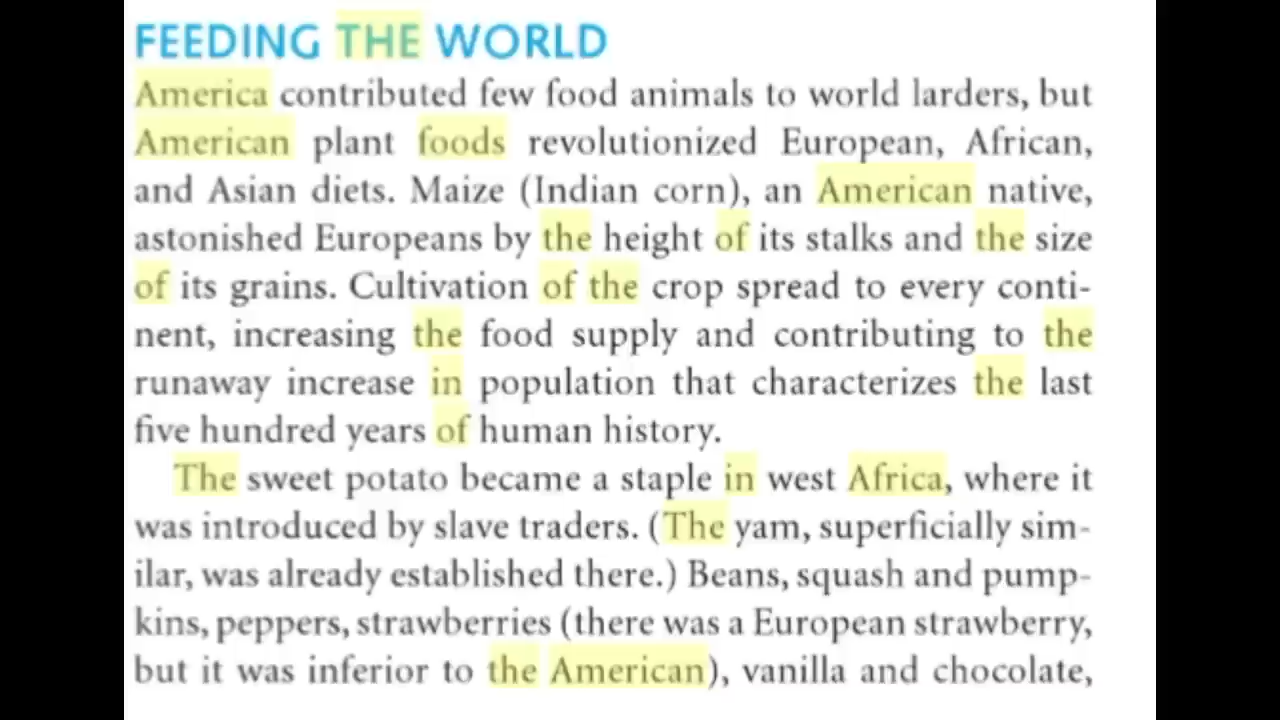 FEEDING THE WORLD
America contributed few food animals to world larders, but
American plant foods revolutionized European, African,
and Asian diets. Maize (Indian corn), an American native,
astonished Europeans by the height of its stalks and the size
of its grains. Cultivation of the crop spread to every conti-
nent, increasing the food supply and contributing to the
runaway increase in population that characterizes the last
five hundred years of human history.
The sweet potato became a staple in west Africa, where it
was introduced by slave traders. (The yam, superficially sim-
ilar, was already established there.) Beans, squash and pump-
kins, peppers, strawberries (there was a European strawberry,
but it was inferior to the American), vanilla and chocolate,